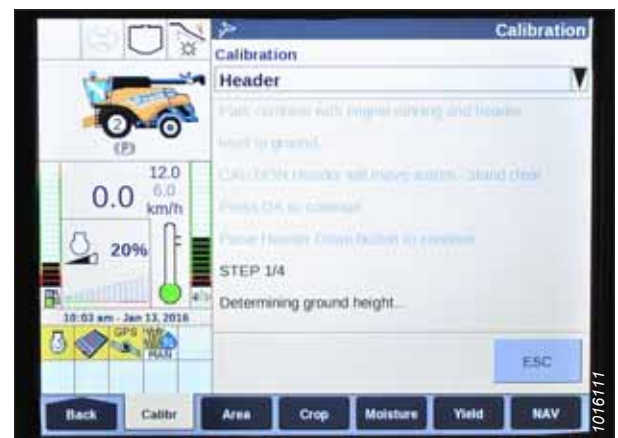 Calibration
Calibration
Header
Park combine with engine running and header
level to ground.
CAUTION Header will move autom.- stand clear!
Press OK to continue
Press Header Down button to continue
STEP 1/4
Determining ground height...
ESC
2
(P)
12.0
6.0
0.0
km/h
20%
10:03 am - Jan 13, 2016
GPS
MAN
Back
Calibr
Area
Crop
Moisture
Yield
NAV
1016111